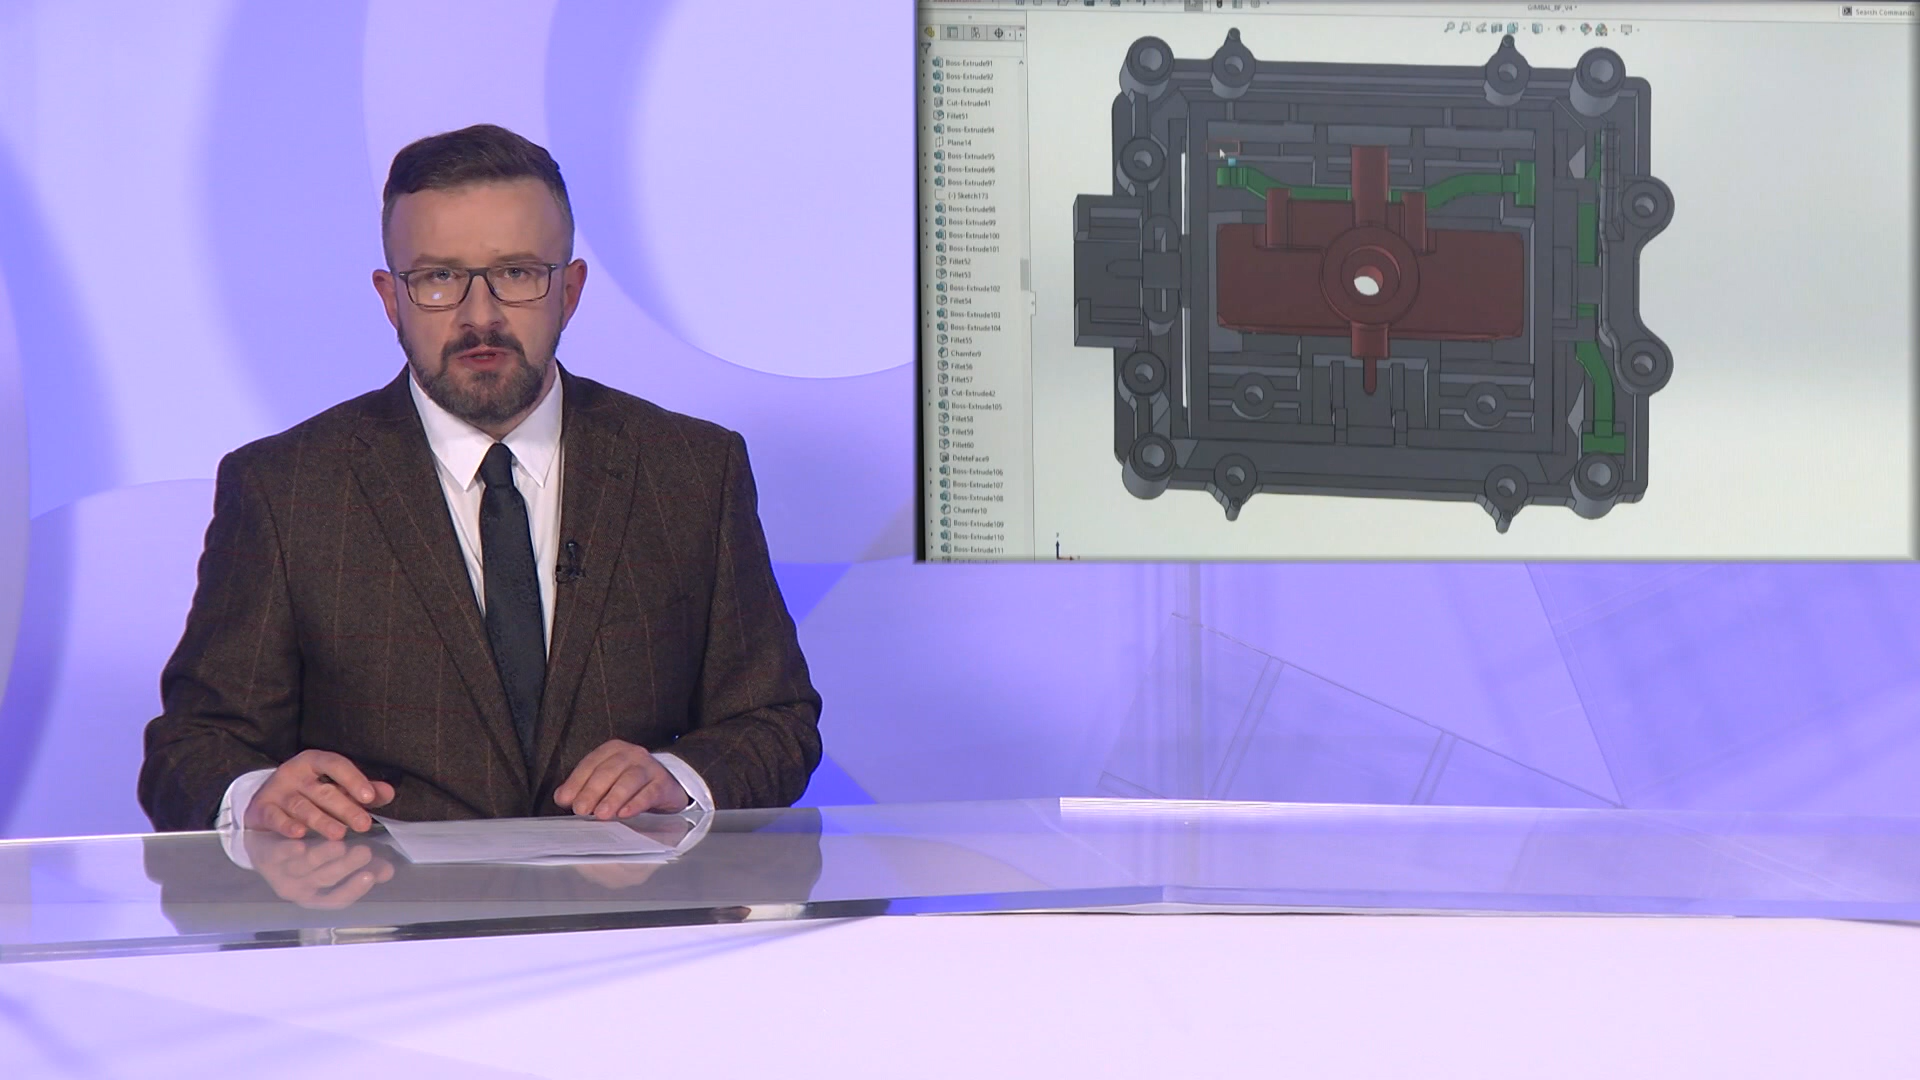 GIMBAL_BF_V4 *
Search Commands
Boss-Extrude91
Boss-Extrude92
Boss-Extrude93
Cut-Extrude41
Fillet51
Boss-Extrude94
Plane14
Boss-Extrude95
Boss-Extrude96
Boss-Extrude97
(-) Sketch173
Boss-Extrude98
Boss-Extrude99
Boss-Extrude100
Boss-Extrude101
Fillet52
Fillet53
Boss-Extrude102
Fillet54
Boss-Extrude103
Boss-Extrude104
Fillet55
Chamfer9
Fillet56
Fillet57
Cut-Extrude42
Boss-Extrude105
Fillet58
Fillet59
Fillet60
DeleteFace9
Boss-Extrude106
Boss-Extrude107
Boss-Extrude108
Chamfer10
Boss-Extrude109
Boss-Extrude110
Boss-Extrude111